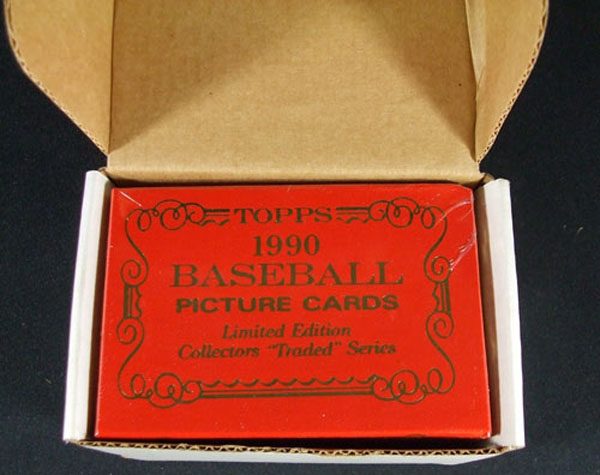 TOPPS
1990
BASEBALL
PICTURE CARDS
Limited Edition
Collectors "Traded" Series